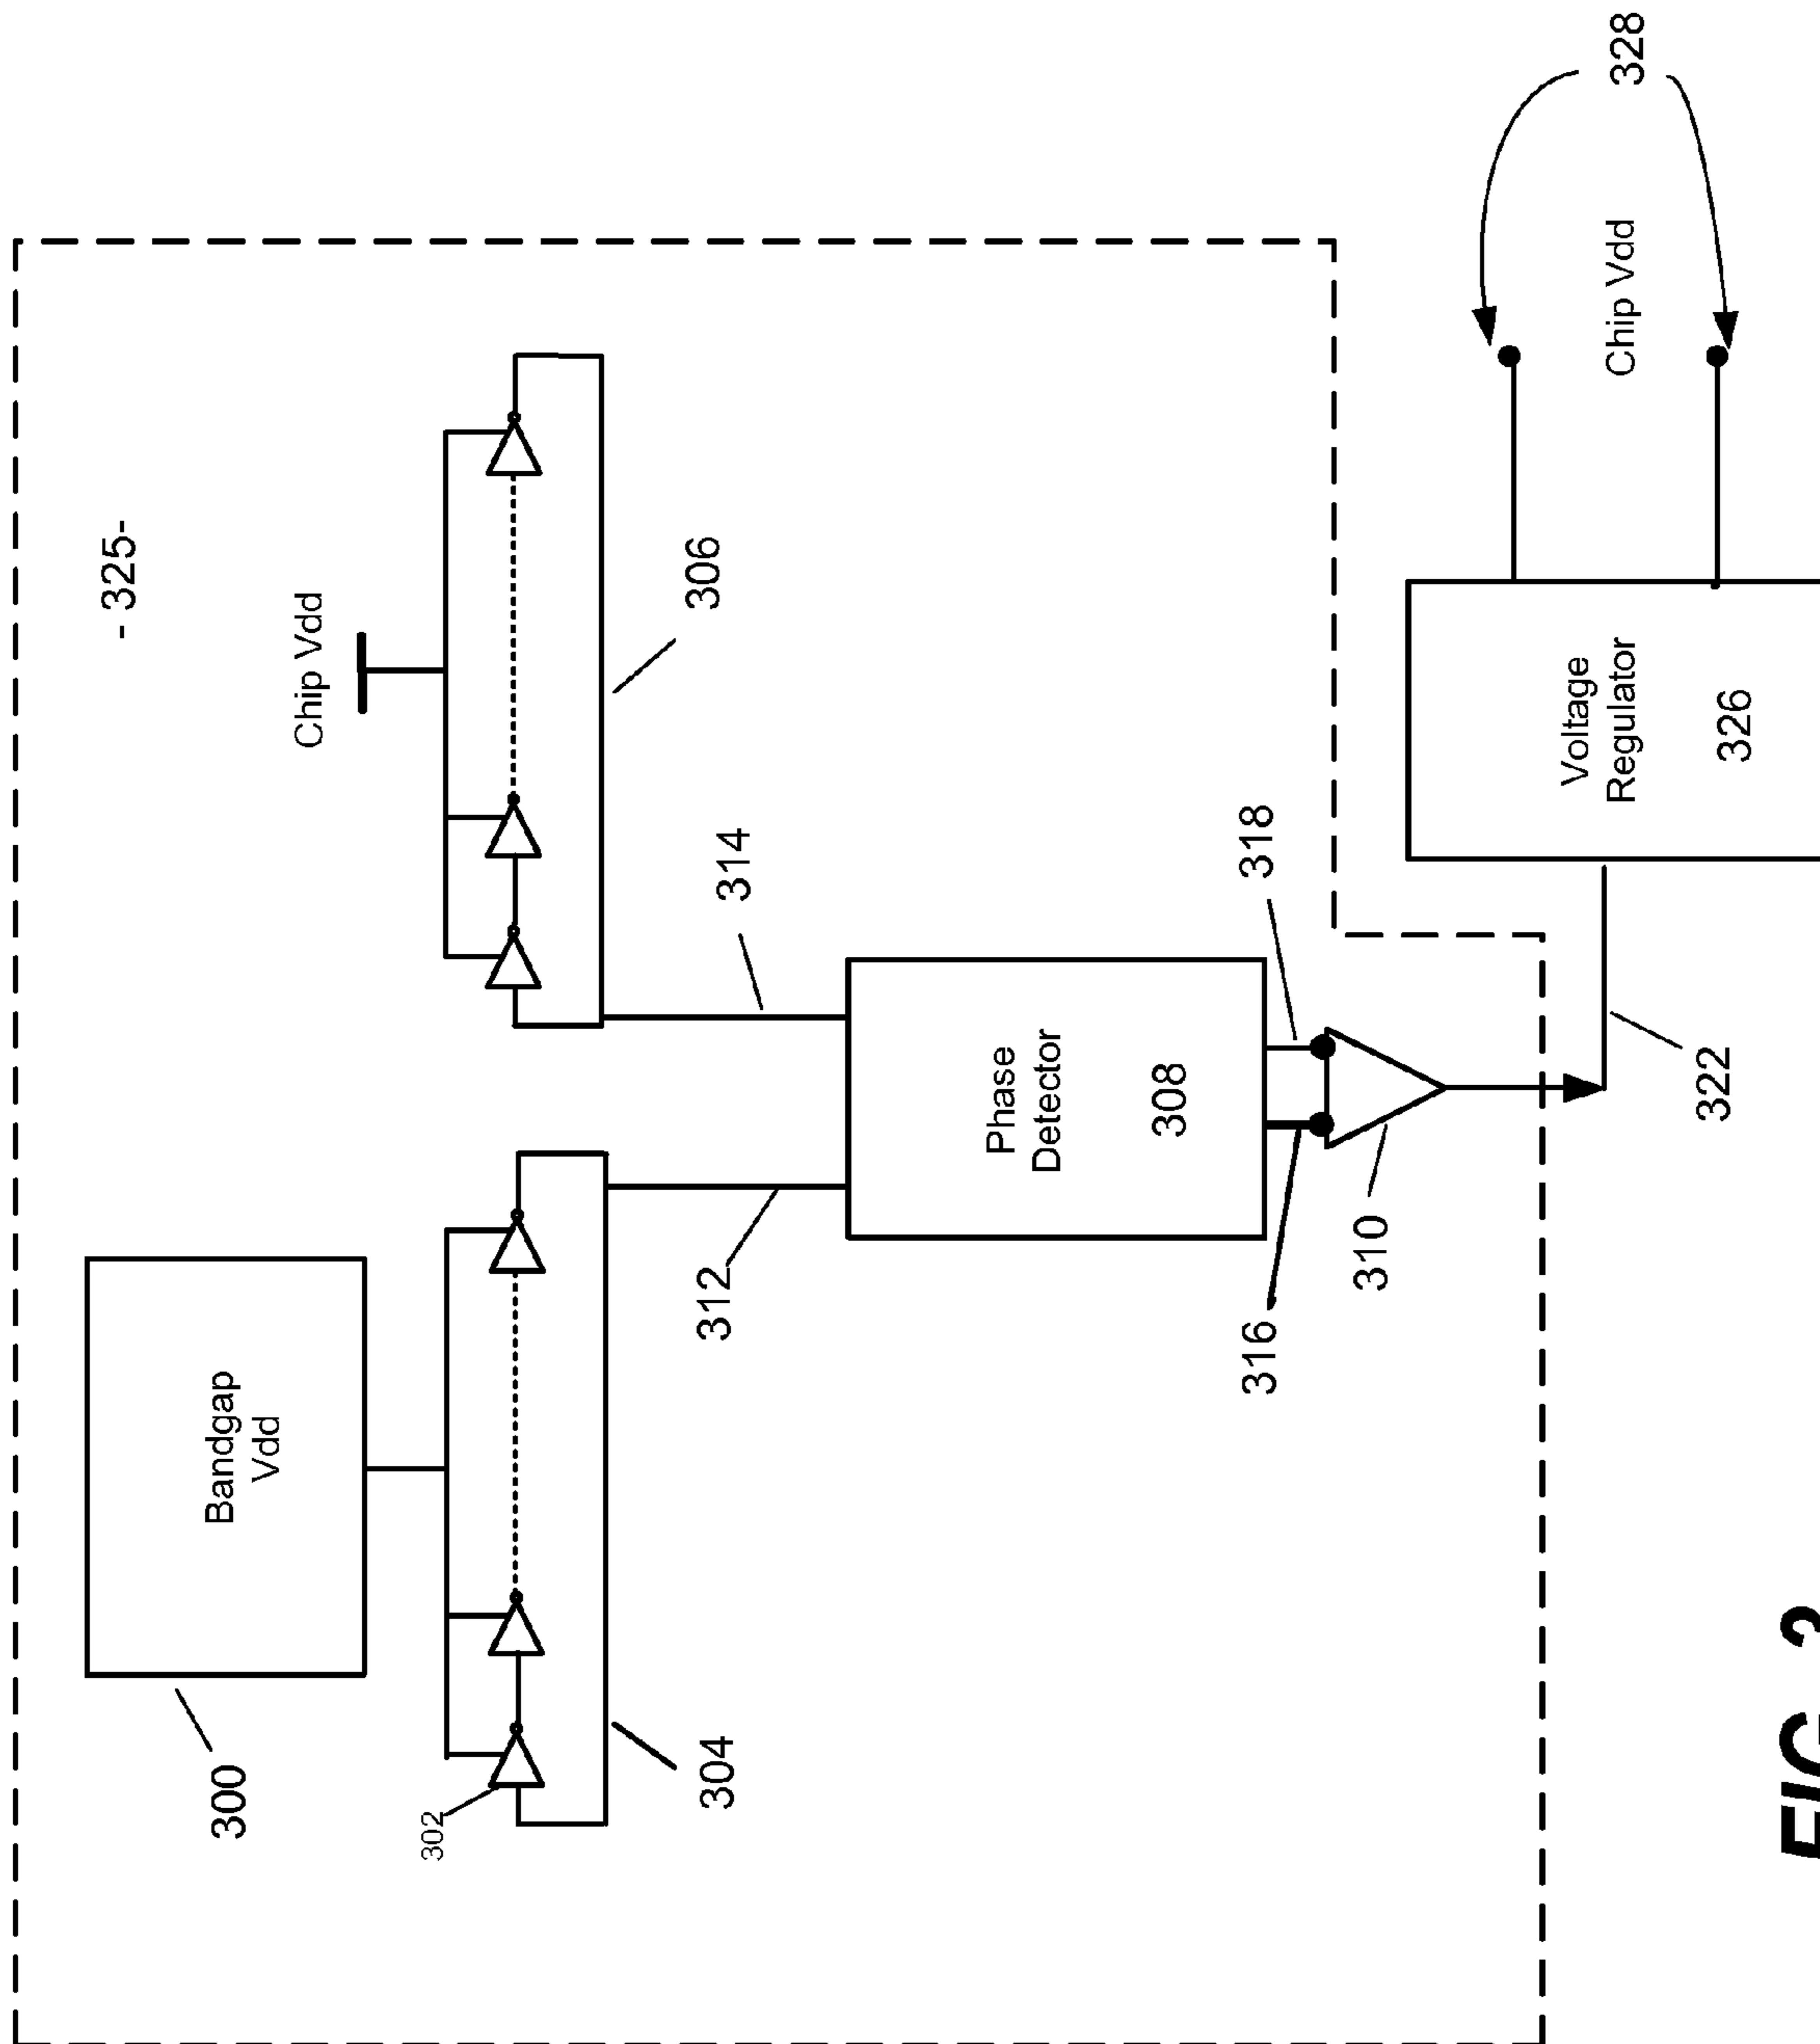 - 325-
300
Bandgap
Vdd
Chip Vdd
302
304
312
314
306
Phase
Detector
308
316
318
310
322
Voltage
Regulator
326
Chip Vdd
328
FIG.